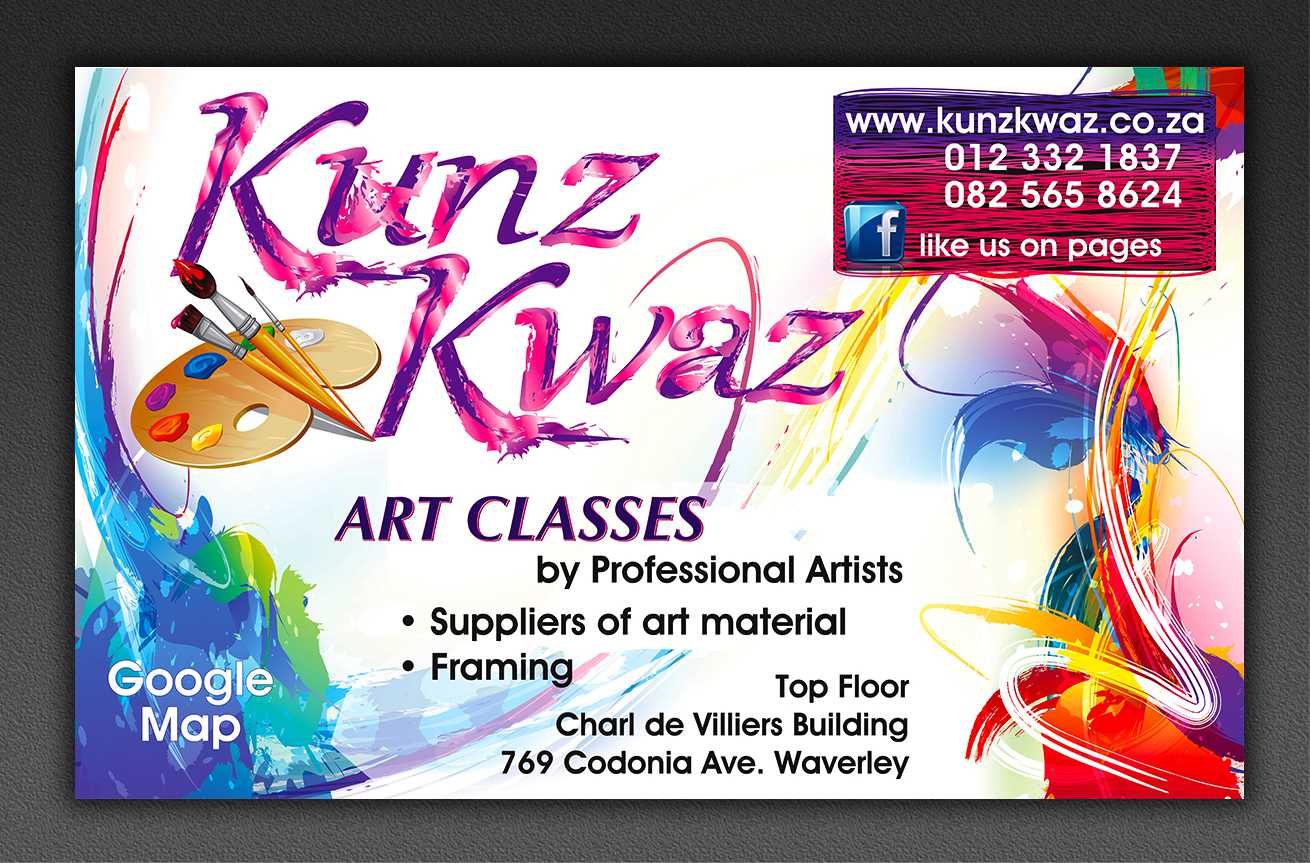 Kunz
Kwaz
www.kunzkwaz.co.za
012 332 1837
082 565 8624
f like us on pages
ART CLASSES
by Professional Artists
• Suppliers of art material
• Framing
Google
Map
Top Floor
Charl de Villiers Building
769 Codonia Ave. Waverley